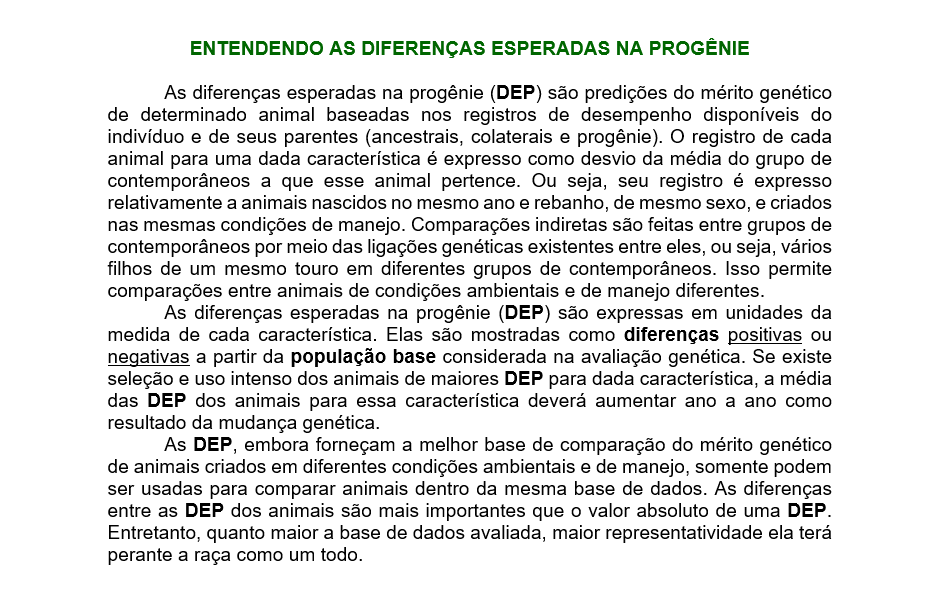 ENTENDENDO AS DIFERENÇAS ESPERADAS NA PROGÊNIE
As diferenças esperadas na progênie (DEP) são predições do mérito genético
de determinado animal baseadas nos registros de desempenho disponíveis do
indivíduo e de seus parentes (ancestrais, colaterais e progênie). O registro de cada
animal para uma dada característica é expresso como desvio da média do grupo de
contemporâneos a que esse animal pertence. Ou seja, seu registro é expresso
relativamente a animais nascidos no mesmo ano e rebanho, de mesmo sexo, e criados
nas mesmas condições de manejo. Comparações indiretas são feitas entre grupos de
contemporâneos por meio das ligações genéticas existentes entre eles, ou seja, vários
filhos de um mesmo touro em diferentes grupos de contemporâneos. Isso permite
comparações entre animais de condições ambientais e de manejo diferentes.
As diferenças esperadas na progênie (DEP) são expressas em unidades da
medida de cada característica. Elas são mostradas como diferenças positivas ou
negativas a partir da população base considerada na avaliação genética. Se existe
seleção e uso intenso dos animais de maiores DEP para dada característica, a média
das DEP dos animais para essa característica deverá aumentar ano a ano como
resultado da mudança genética.
As DEP, embora forneçam a melhor base de comparação do mérito genético
de animais criados em diferentes condições ambientais e de manejo, somente podem
ser usadas para comparar animais dentro da mesma base de dados. As diferenças
entre as DEP dos animais são mais importantes que o valor absoluto de uma DEP.
Entretanto, quanto maior a base de dados avaliada, maior representatividade ela terá
perante a raça como um todo.